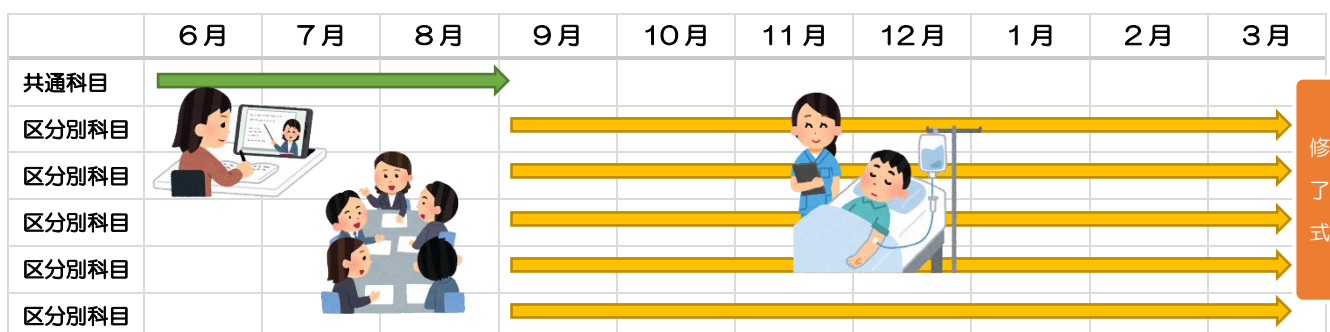 ６月 ７月 ８月 ９月 １０月 １１月 １２月 １月 ２月 ３月
共通科目
区分別科目
区分別科目
区分別科目
区分別科目
区分別科目
修了式